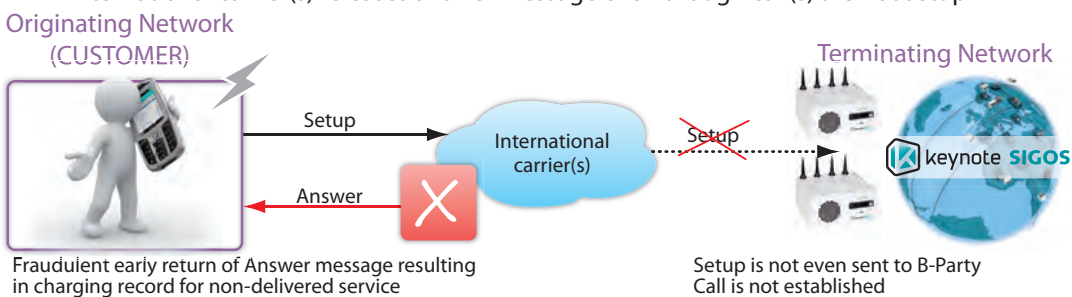 Originating Network
(CUSTOMER)
Terminating Network
Setup
International
carrier(s)
Setup
keynote SIGOS
Answer
X
Fraudulent early return of Answer message resulting
in charging record for non-delivered service
Setup is not even sent to B-Party
Call is not established